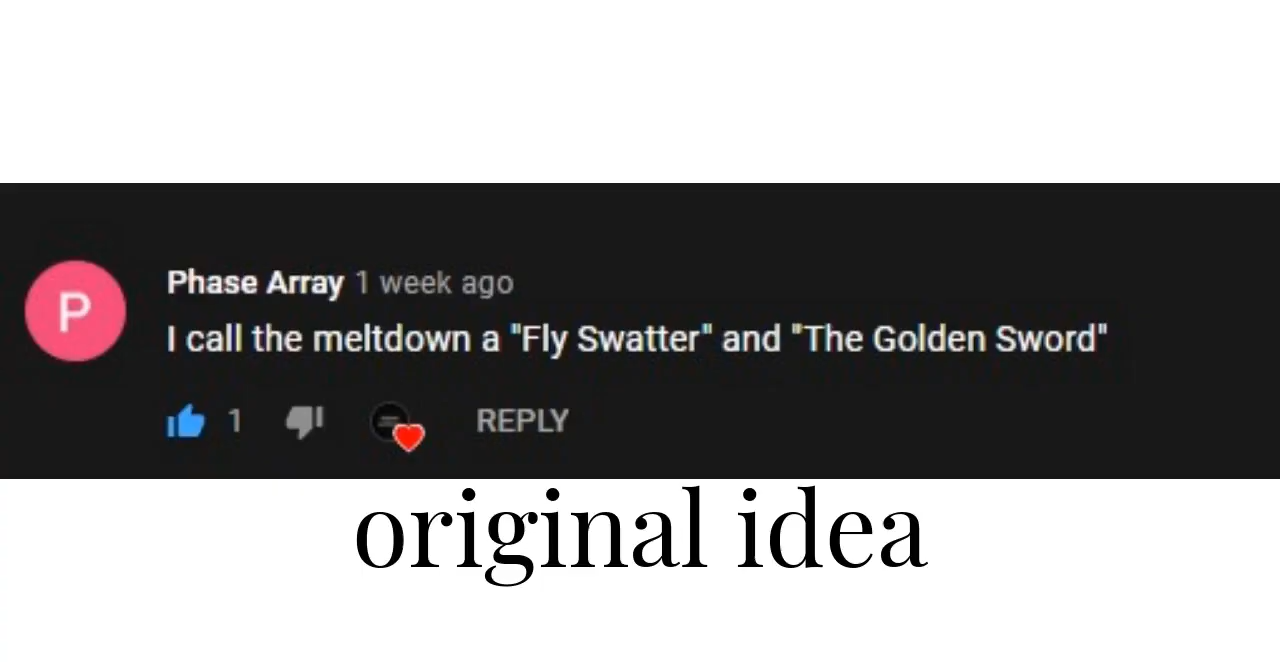 P
Phase Array 1 week ago
I call the meltdown a "Fly Swatter" and "The Golden Sword"
1 REPLY
original idea